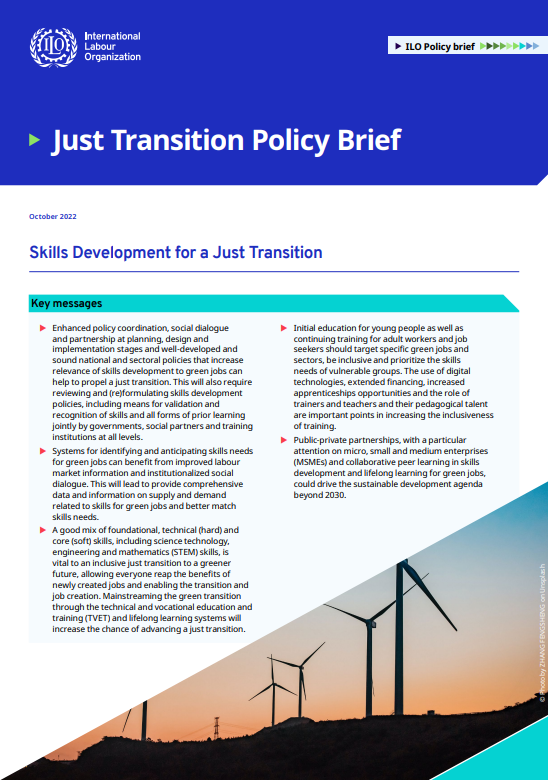 International
Labour
Organization
ILO Policy brief
Just Transition Policy Brief
October 2022
Skills Development for a Just Transition
Key messages
Enhanced policy coordination, social dialogue
and partnership at planning, design and
implementation stages and well-developed and
sound national and sectoral policies that increase
relevance of skills development to green jobs can
help to propel a just transition. This will also require
reviewing and (re)formulating skills development
policies, including means for validation and
recognition of skills and all forms of prior learning
jointly by governments, social partners and training
institutions at all levels.
Systems for identifying and anticipating skills needs
for green jobs can benefit from improved labour
market information and institutionalized social
dialogue. This will lead to provide comprehensive
data and information on supply and demand
related to skills for green jobs and better match
skills needs.
A good mix of foundational, technical (hard) and
core (soft) skills, including science technology,
engineering and mathematics (STEM) skills, is
vital to an inclusive just transition to a greener
future, allowing everyone reap the benefits of
newly created jobs and enabling the transition and
job creation. Mainstreaming the green transition
through the technical and vocational education and
training (TVET) and lifelong learning systems will
increase the chance of advancing a just transition.
Initial education for young people as well as
continuing training for adult workers and job
seekers should target specific green jobs and
sectors, be inclusive and prioritize the skills
needs of vulnerable groups. The use of digital
technologies, extended financing, increased
apprenticeships opportunities and the role of
trainers and teachers and their pedagogical talent
are important points in increasing the inclusiveness
of training.
Public-private partnerships, with a particular
attention on micro, small and medium enterprises
(MSMEs) and collaborative peer learning in skills
development and lifelong learning for green jobs,
could drive the sustainable development agenda
beyond 2030.
© Photo by ZHANG FENGSHENG on Unsplash